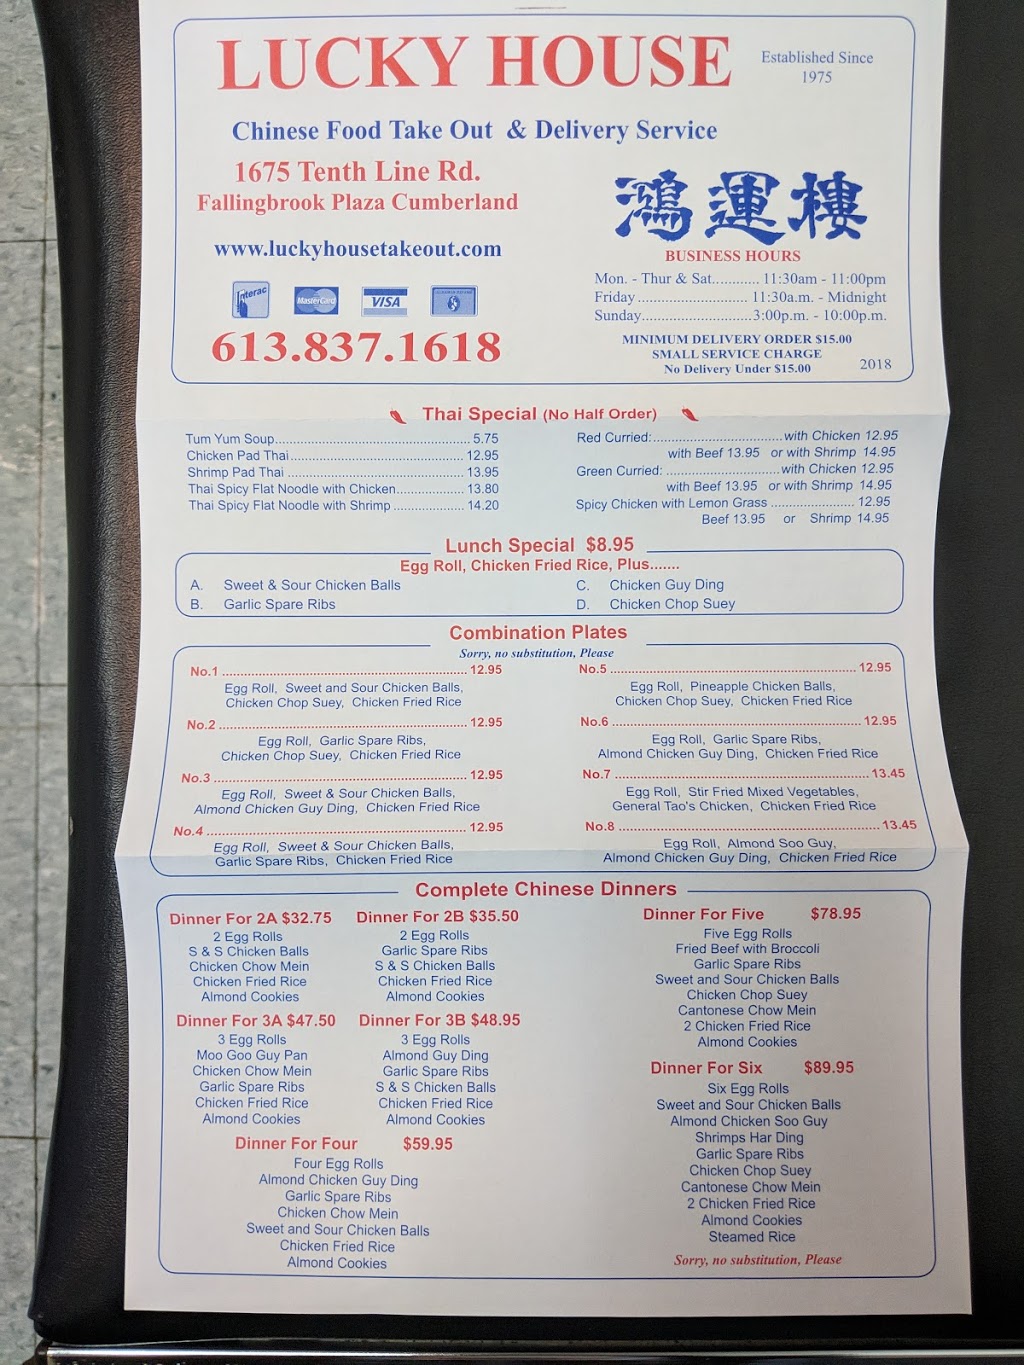 LUCKY HOUSE
Established Since
1975
Chinese Food Take Out & Delivery Service
1675 Tenth Line Rd.
Fallingbrook Plaza Cumberland
www.luckyhousetakeout.com
Interac
MasterCard
VISA
613.837.1618
鴻運樓
BUSINESS HOURS
Mon. - Thur & Sat............ 11:30am - 11:00pm
Friday ............................ 11:30a.m. - Midnight
Sunday............................3:00p.m. - 10:00p.m.
MINIMUM DELIVERY ORDER $15.00
SMALL SERVICE CHARGE
No Delivery Under $15.00
2018
Thai Special (No Half Order)
Tum Yum Soup.................................................. 5.75
Chicken Pad Thai............................................. 12.95
Shrimp Pad Thai .............................................. 13.95
Thai Spicy Flat Noodle with Chicken.................. 13.80
Thai Spicy Flat Noodle with Shrimp ................... 14.20
Red Curried:..................................with Chicken 12.95
with Beef 13.95 or with Shrimp 14.95
Green Curried: ..............................with Chicken 12.95
with Beef 13.95 or with Shrimp 14.95
Spicy Chicken with Lemon Grass ...................... 12.95
Beef 13.95 or Shrimp 14.95
Lunch Special $8.95
Egg Roll, Chicken Fried Rice, Plus.......
A. Sweet & Sour Chicken Balls
B. Garlic Spare Ribs
C. Chicken Guy Ding
D. Chicken Chop Suey
Combination Plates
Sorry, no substitution, Please
No.1 ................................................................ 12.95
Egg Roll, Sweet and Sour Chicken Balls,
Chicken Chop Suey, Chicken Fried Rice
No.2 ................................................................ 12.95
Egg Roll, Garlic Spare Ribs,
Chicken Chop Suey, Chicken Fried Rice
No.3 ................................................................ 12.95
Egg Roll, Sweet & Sour Chicken Balls,
Almond Chicken Guy Ding, Chicken Fried Rice
No.4 ................................................................ 12.95
Egg Roll, Sweet & Sour Chicken Balls,
Garlic Spare Ribs, Chicken Fried Rice
No.5 ................................................................ 12.95
Egg Roll, Pineapple Chicken Balls,
Chicken Chop Suey, Chicken Fried Rice
No.6 ................................................................ 12.95
Egg Roll, Garlic Spare Ribs,
Almond Chicken Guy Ding, Chicken Fried Rice
No.7 ................................................................ 13.45
Egg Roll, Stir Fried Mixed Vegetables,
General Tao's Chicken, Chicken Fried Rice
No.8 ................................................................ 13.45
Egg Roll, Almond Soo Guy,
Almond Chicken Guy Ding, Chicken Fried Rice
Complete Chinese Dinners
Dinner For 2A $32.75
2 Egg Rolls
S & S Chicken Balls
Chicken Chow Mein
Chicken Fried Rice
Almond Cookies
Dinner For 2B $35.50
2 Egg Rolls
Garlic Spare Ribs
S & S Chicken Balls
Chicken Fried Rice
Almond Cookies
Dinner For 3A $47.50
3 Egg Rolls
Moo Goo Guy Pan
Chicken Chow Mein
Garlic Spare Ribs
Chicken Fried Rice
Almond Cookies
Dinner For 3B $48.95
3 Egg Rolls
Almond Guy Ding
Garlic Spare Ribs
S & S Chicken Balls
Chicken Fried Rice
Almond Cookies
Dinner For Four $59.95
Four Egg Rolls
Almond Chicken Guy Ding
Garlic Spare Ribs
Chicken Chow Mein
Sweet and Sour Chicken Balls
Chicken Fried Rice
Almond Cookies
Dinner For Five $78.95
Five Egg Rolls
Fried Beef with Broccoli
Garlic Spare Ribs
Sweet and Sour Chicken Balls
Chicken Chop Suey
Cantonese Chow Mein
2 Chicken Fried Rice
Almond Cookies
Dinner For Six $89.95
Six Egg Rolls
Sweet and Sour Chicken Balls
Almond Chicken Soo Guy
Shrimps Har Ding
Garlic Spare Ribs
Chicken Chop Suey
Cantonese Chow Mein
2 Chicken Fried Rice
Almond Cookies
Steamed Rice
Sorry, no substitution, Please